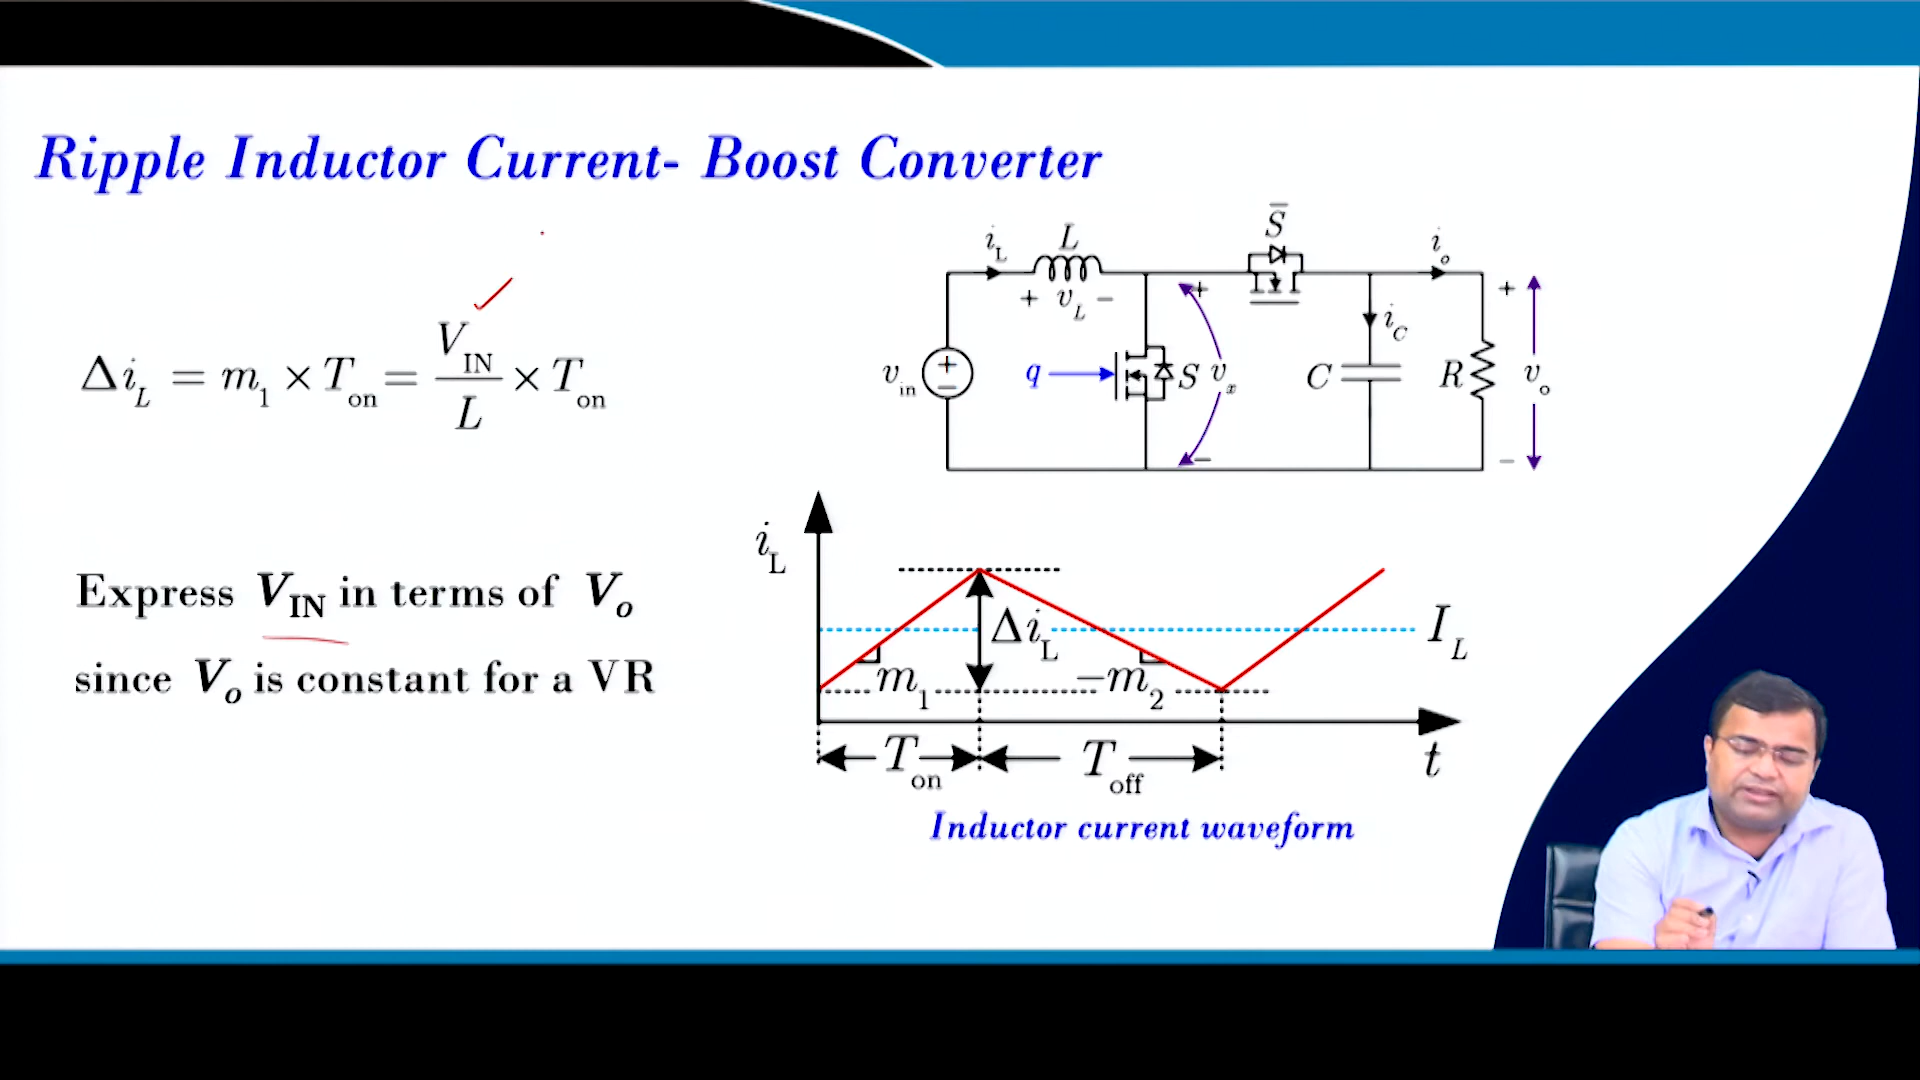 Ripple Inductor Current- Boost Converter
Δi_L = m_1 × T_on = V_IN / L × T_on
Express V_IN in terms of V_o
since V_o is constant for a VR
i_L
L
S̄
i_o
+ v_L −
+
+
i_C
v_in
+
−
q
S
v_x
C
R
v_o
−
−
i_L
Δi_L
I_L
m_1
−m_2
T_on
T_off
t
Inductor current waveform